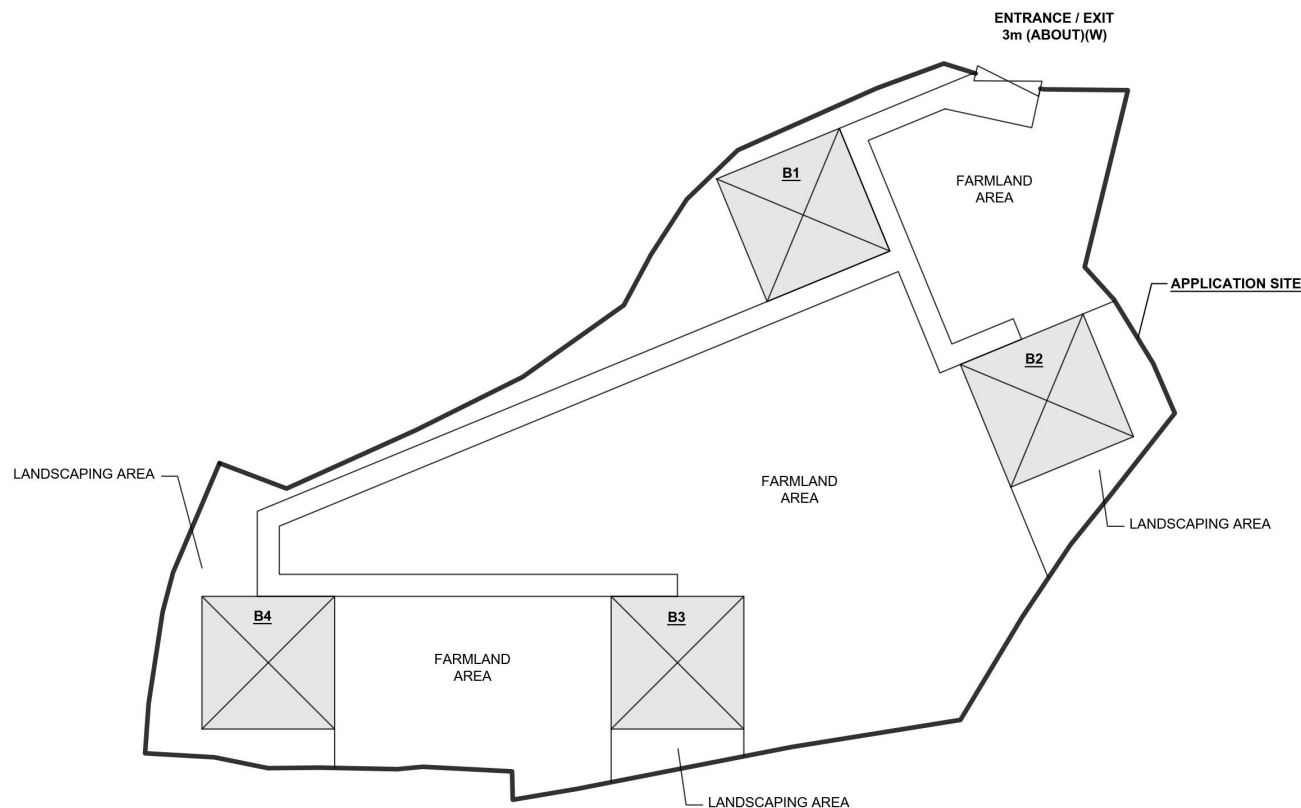 ENTRANCE / EXIT
3m (ABOUT)(W)
B1
FARMLAND
AREA
APPLICATION SITE
B2
LANDSCAPING AREA
FARMLAND
AREA
LANDSCAPING AREA
B4
B3
FARMLAND
AREA
LANDSCAPING AREA